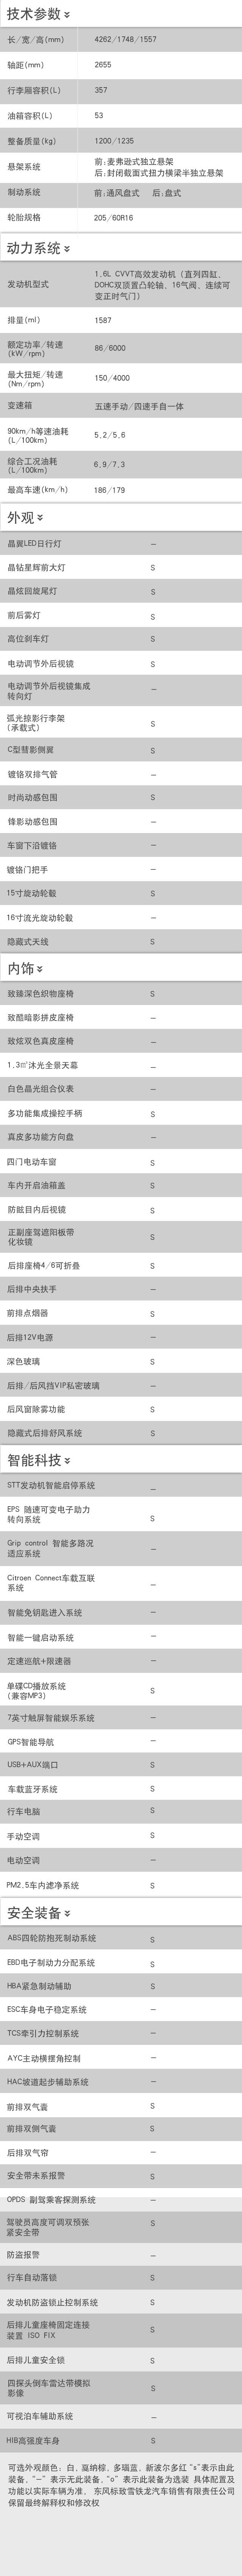 技术参数
长/宽/高(mm) 4262/1748/1557
轴距(mm) 2655
行李厢容积(L) 357
油箱容积(L) 53
整备质量(kg) 1200/1235
悬架系统 前:麦弗逊式独立悬架
后:封闭载面式扭力横梁半独立悬架
制动系统 前:通风盘式 后:盘式
轮胎规格 205/60R16
动力系统
发动机型式 1.6L CVVT高效发动机（直列四缸,
DOHC双顶置凸轮轴, 16气阀, 连续可
变正时气门）
排量(ml) 1587
额定功率/转速
(kW/rpm) 86/6000
最大扭矩/转速
(Nm/rpm) 150/4000
变速箱 五速手动/四速手自一体
90km/h等速油耗
(L/100km) 5.2/5.6
综合工况油耗
(L/100km) 6.9/7.3
最高车速(km/h) 186/179
外观
晶翼LED日行灯 —
晶钻星辉前大灯 S
晶炫回旋尾灯 S
前后雾灯 S
高位刹车灯 S
电动调节外后视镜 S
电动调节外后视镜集成
转向灯 —
弧光掠影行李架
(承载式) S
C型彗影侧翼 S
镀铬双排气管 —
时尚动感包围 S
锋影动感包围 —
车窗下沿镀铬 —
镀铬门把手 —
15寸旋动轮毂 S
16寸流光旋动轮毂 —
隐藏式天线 S
内饰
致臻深色织物座椅 S
致酷暗影拼皮座椅 —
致炫双色真皮座椅 —
1.3㎡沐光全景天幕 —
白色晶光组合仪表 —
多功能集成操控手柄 S
真皮多功能方向盘 —
四门电动车窗 S
车内开启油箱盖 S
防眩目内后视镜 S
正副座驾遮阳板带
化妆镜 S
后排座椅4/6可折叠 S
后排中央扶手 —
前排点烟器 S
后排12V电源 —
深色玻璃 S
后排/后风挡VIP私密玻璃 —
后风窗除雾功能 S
隐藏式后排舒风系统 S
智能科技
STT发动机智能启停系统 —
EPS 随速可变电子助力
转向系统 S
Grip control 智能多路况
适应系统 —
Citroen Connect车载互联
系统 —
智能免钥匙进入系统 —
智能一键启动系统 —
定速巡航+限速器 —
单碟CD播放系统
(兼容MP3) S
7英寸触屏智能娱乐系统 —
GPS智能导航 —
USB+AUX端口 S
车载蓝牙系统 S
行车电脑 S
手动空调 S
电动空调 —
PM2.5车内滤净系统 S
安全装备
ABS四轮防抱死制动系统 S
EBD电子制动力分配系统 S
HBA紧急制动辅助 S
ESC车身电子稳定系统 —
TCS牵引力控制系统 —
AYC主动横摆角控制 —
HAC坡道起步辅助系统 —
前排双气囊 S
前排双侧气囊 S
后排双气帘 —
安全带未系报警 S
OPDS 副驾乘客探测系统 —
驾驶员高度可调双预张
紧安全带 S
防盗报警 —
行车自动落锁 S
发动机防盗锁止控制系统 S
后排儿童座椅固定连接
装置 ISO FIX S
后排儿童安全锁 S
四探头倒车雷达带模拟
影像 S
可视泊车辅助系统 —
HIB高强度车身 S
可选外观颜色：白，戛纳棕，多瑙蓝，新波尔多红 “s”表示由此
装备，“—” 表示无此装备，“o” 表示此装备为选装 具体配置及
功能以实际车辆为准， 东风标致雪铁龙汽车销售有限责任公司
保留最终解释权和修改权